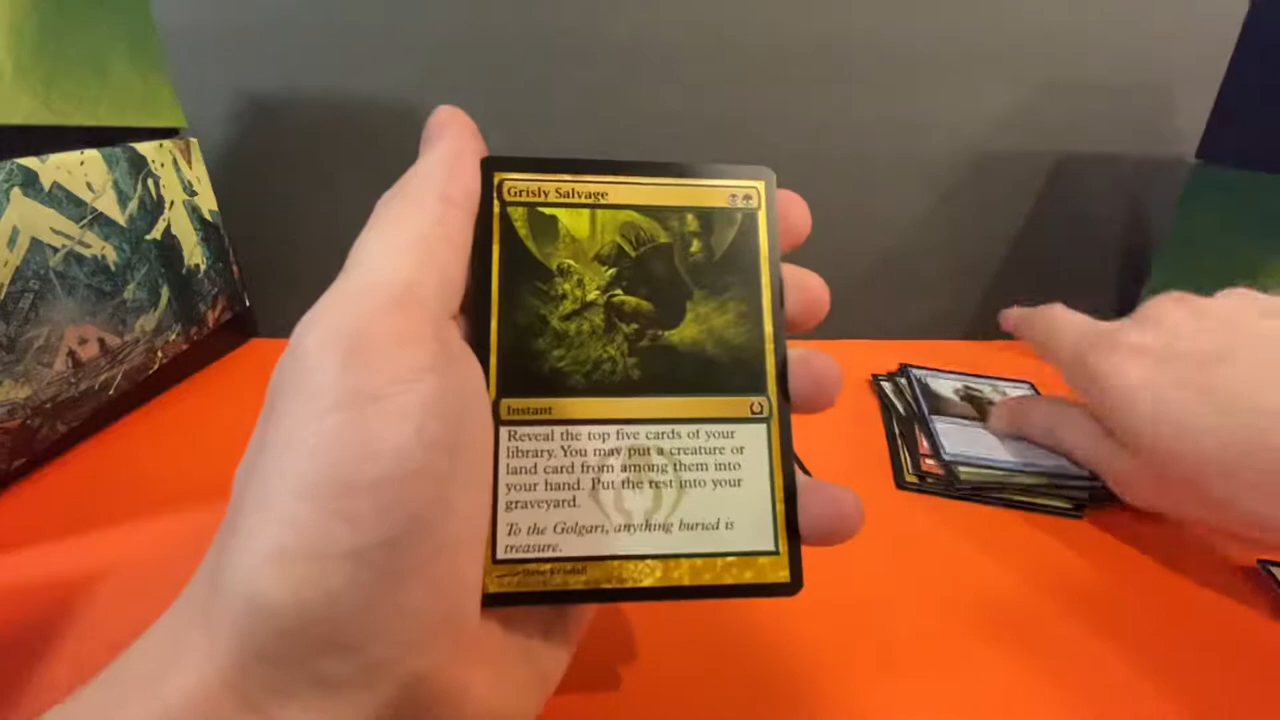 Grisly Salvage
Instant
Reveal the top five cards of your
library. You may put a creature or
land card from among them into
your hand. Put the rest into your
graveyard.
To the Golgari, anything buried is
treasure.